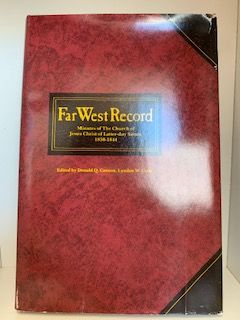 Far West Record
Minutes of The Church of
Jesus Christ of Latter-day Saints
1830-1844
Edited by Donald Q. Cannon, Lyndon W. Cook